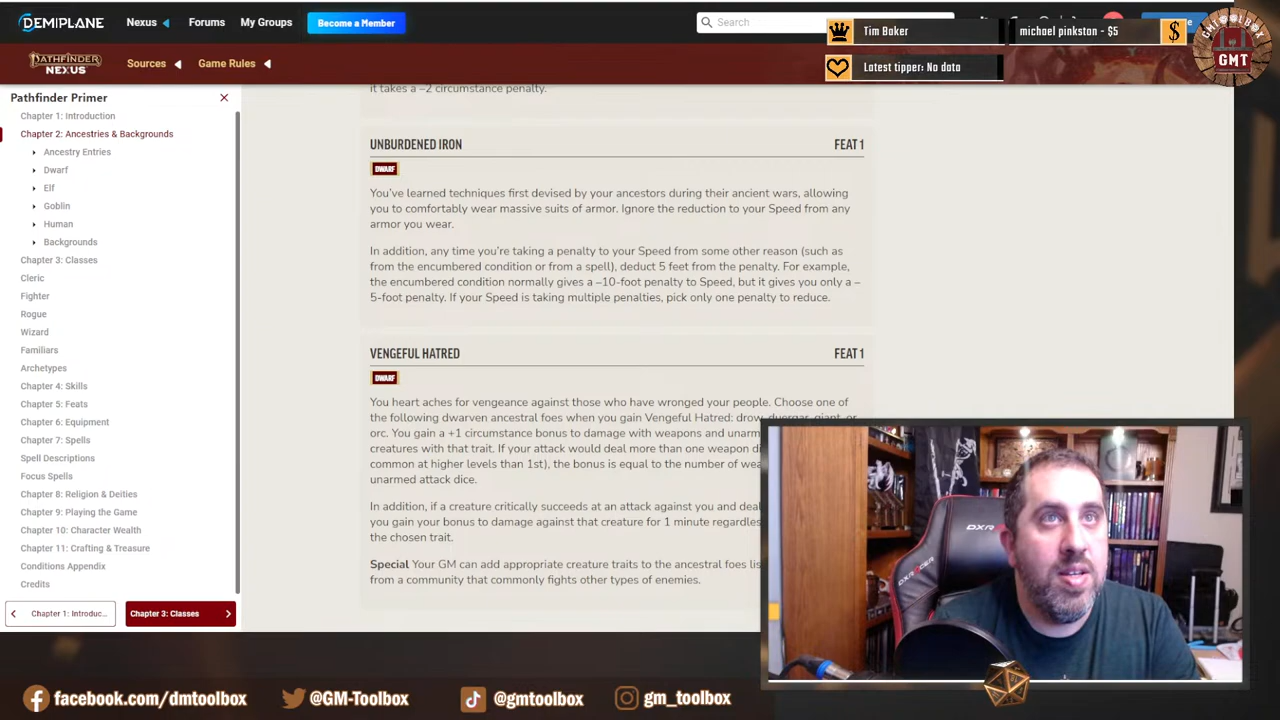 DEMIPLANE
Nexus
Forums
My Groups
Become a Member
Search
Tim Baker
michael pinkston - $5
Latest tipper: No data
GMTOOLBOX
GMT
PATHFINDER
NEXUS
Sources
Game Rules
Pathfinder Primer
Chapter 1: Introduction
Chapter 2: Ancestries & Backgrounds
Ancestry Entries
Dwarf
Elf
Goblin
Human
Backgrounds
Chapter 3: Classes
Cleric
Fighter
Rogue
Wizard
Familiars
Archetypes
Chapter 4: Skills
Chapter 5: Feats
Chapter 6: Equipment
Chapter 7: Spells
Spell Descriptions
Focus Spells
Chapter 8: Religion & Deities
Chapter 9: Playing the Game
Chapter 10: Character Wealth
Chapter 11: Crafting & Treasure
Conditions Appendix
Credits
Chapter 1: Introduc...
Chapter 3: Classes
it takes a –2 circumstance penalty.
UNBURDENED IRON FEAT 1
DWARF
You've learned techniques first devised by your ancestors during their ancient wars, allowing
you to comfortably wear massive suits of armor. Ignore the reduction to your Speed from any
armor you wear.
In addition, any time you're taking a penalty to your Speed from some other reason (such as
from the encumbered condition or from a spell), deduct 5 feet from the penalty. For example,
the encumbered condition normally gives a –10-foot penalty to Speed, but it gives you only a –
5-foot penalty. If your Speed is taking multiple penalties, pick only one penalty to reduce.
VENGEFUL HATRED FEAT 1
DWARF
You heart aches for vengeance against those who have wronged your people. Choose one of
the following dwarven ancestral foes when you gain Vengeful Hatred: drow, duergar, giant, or
orc. You gain a +1 circumstance bonus to damage with weapons and unarm
creatures with that trait. If your attack would deal more than one weapon di
common at higher levels than 1st), the bonus is equal to the number of wea
unarmed attack dice.
In addition, if a creature critically succeeds at an attack against you and deal
you gain your bonus to damage against that creature for 1 minute regardles
the chosen trait.
Special Your GM can add appropriate creature traits to the ancestral foes lis
from a community that commonly fights other types of enemies.
DXRACER
facebook.com/dmtoolbox
@GM-Toolbox
@gmtoolbox
gm_toolbox